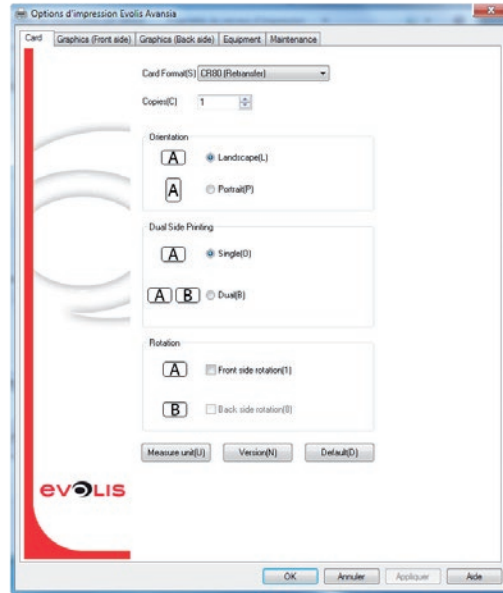 Options d'impression Evolis Avansia
Card Graphics (Front side) Graphics (Back side) Equipment Maintenance
Card Format(S) CR80 (Retransfer)
Copies(C) 1
Orientation
A Landscape(L)
A Portrait(P)
Dual Side Printing
A Single(O)
A B Dual(B)
Rotation
A Front side rotation(1)
B Back side rotation(8)
Measure unit(U) Version(N) Default(D)
evolis
OK Annuler Appliquer Aide